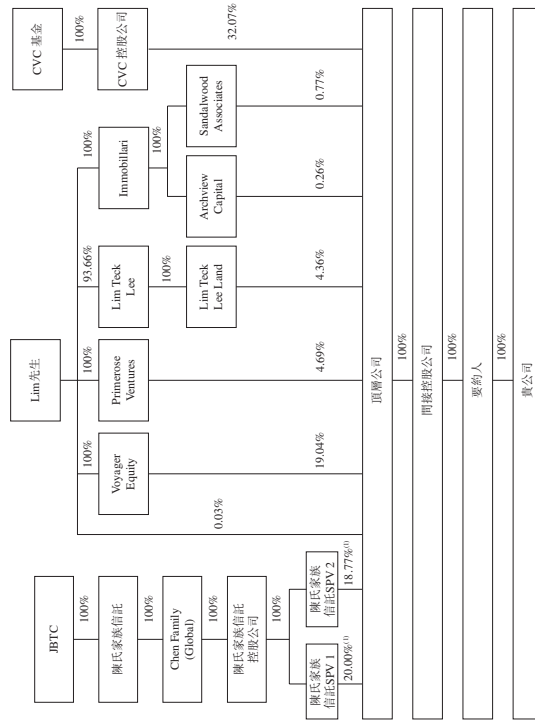 JBTC
100%
陳氏家族信託
100%
Chen Family
(Global)
100%
陳氏家族信託
控股公司
100%
陳氏家族
信託SPV 1
陳氏家族
信託SPV 2
20.00%(1)
18.77%(1)
Lim先生
0.03%
100%
100%
93.66%
100%
Voyager
Equity
Primerose
Ventures
Lim Teck
Lee
Immobillari
100%
100%
Lim Teck
Lee Land
Archview
Capital
Sandalwood
Associates
19.04%
4.69%
4.36%
0.26%
0.77%
CVC 基金
100%
CVC 控股公司
32.07%
頂層公司
100%
間接控股公司
100%
要約人
100%
貴公司